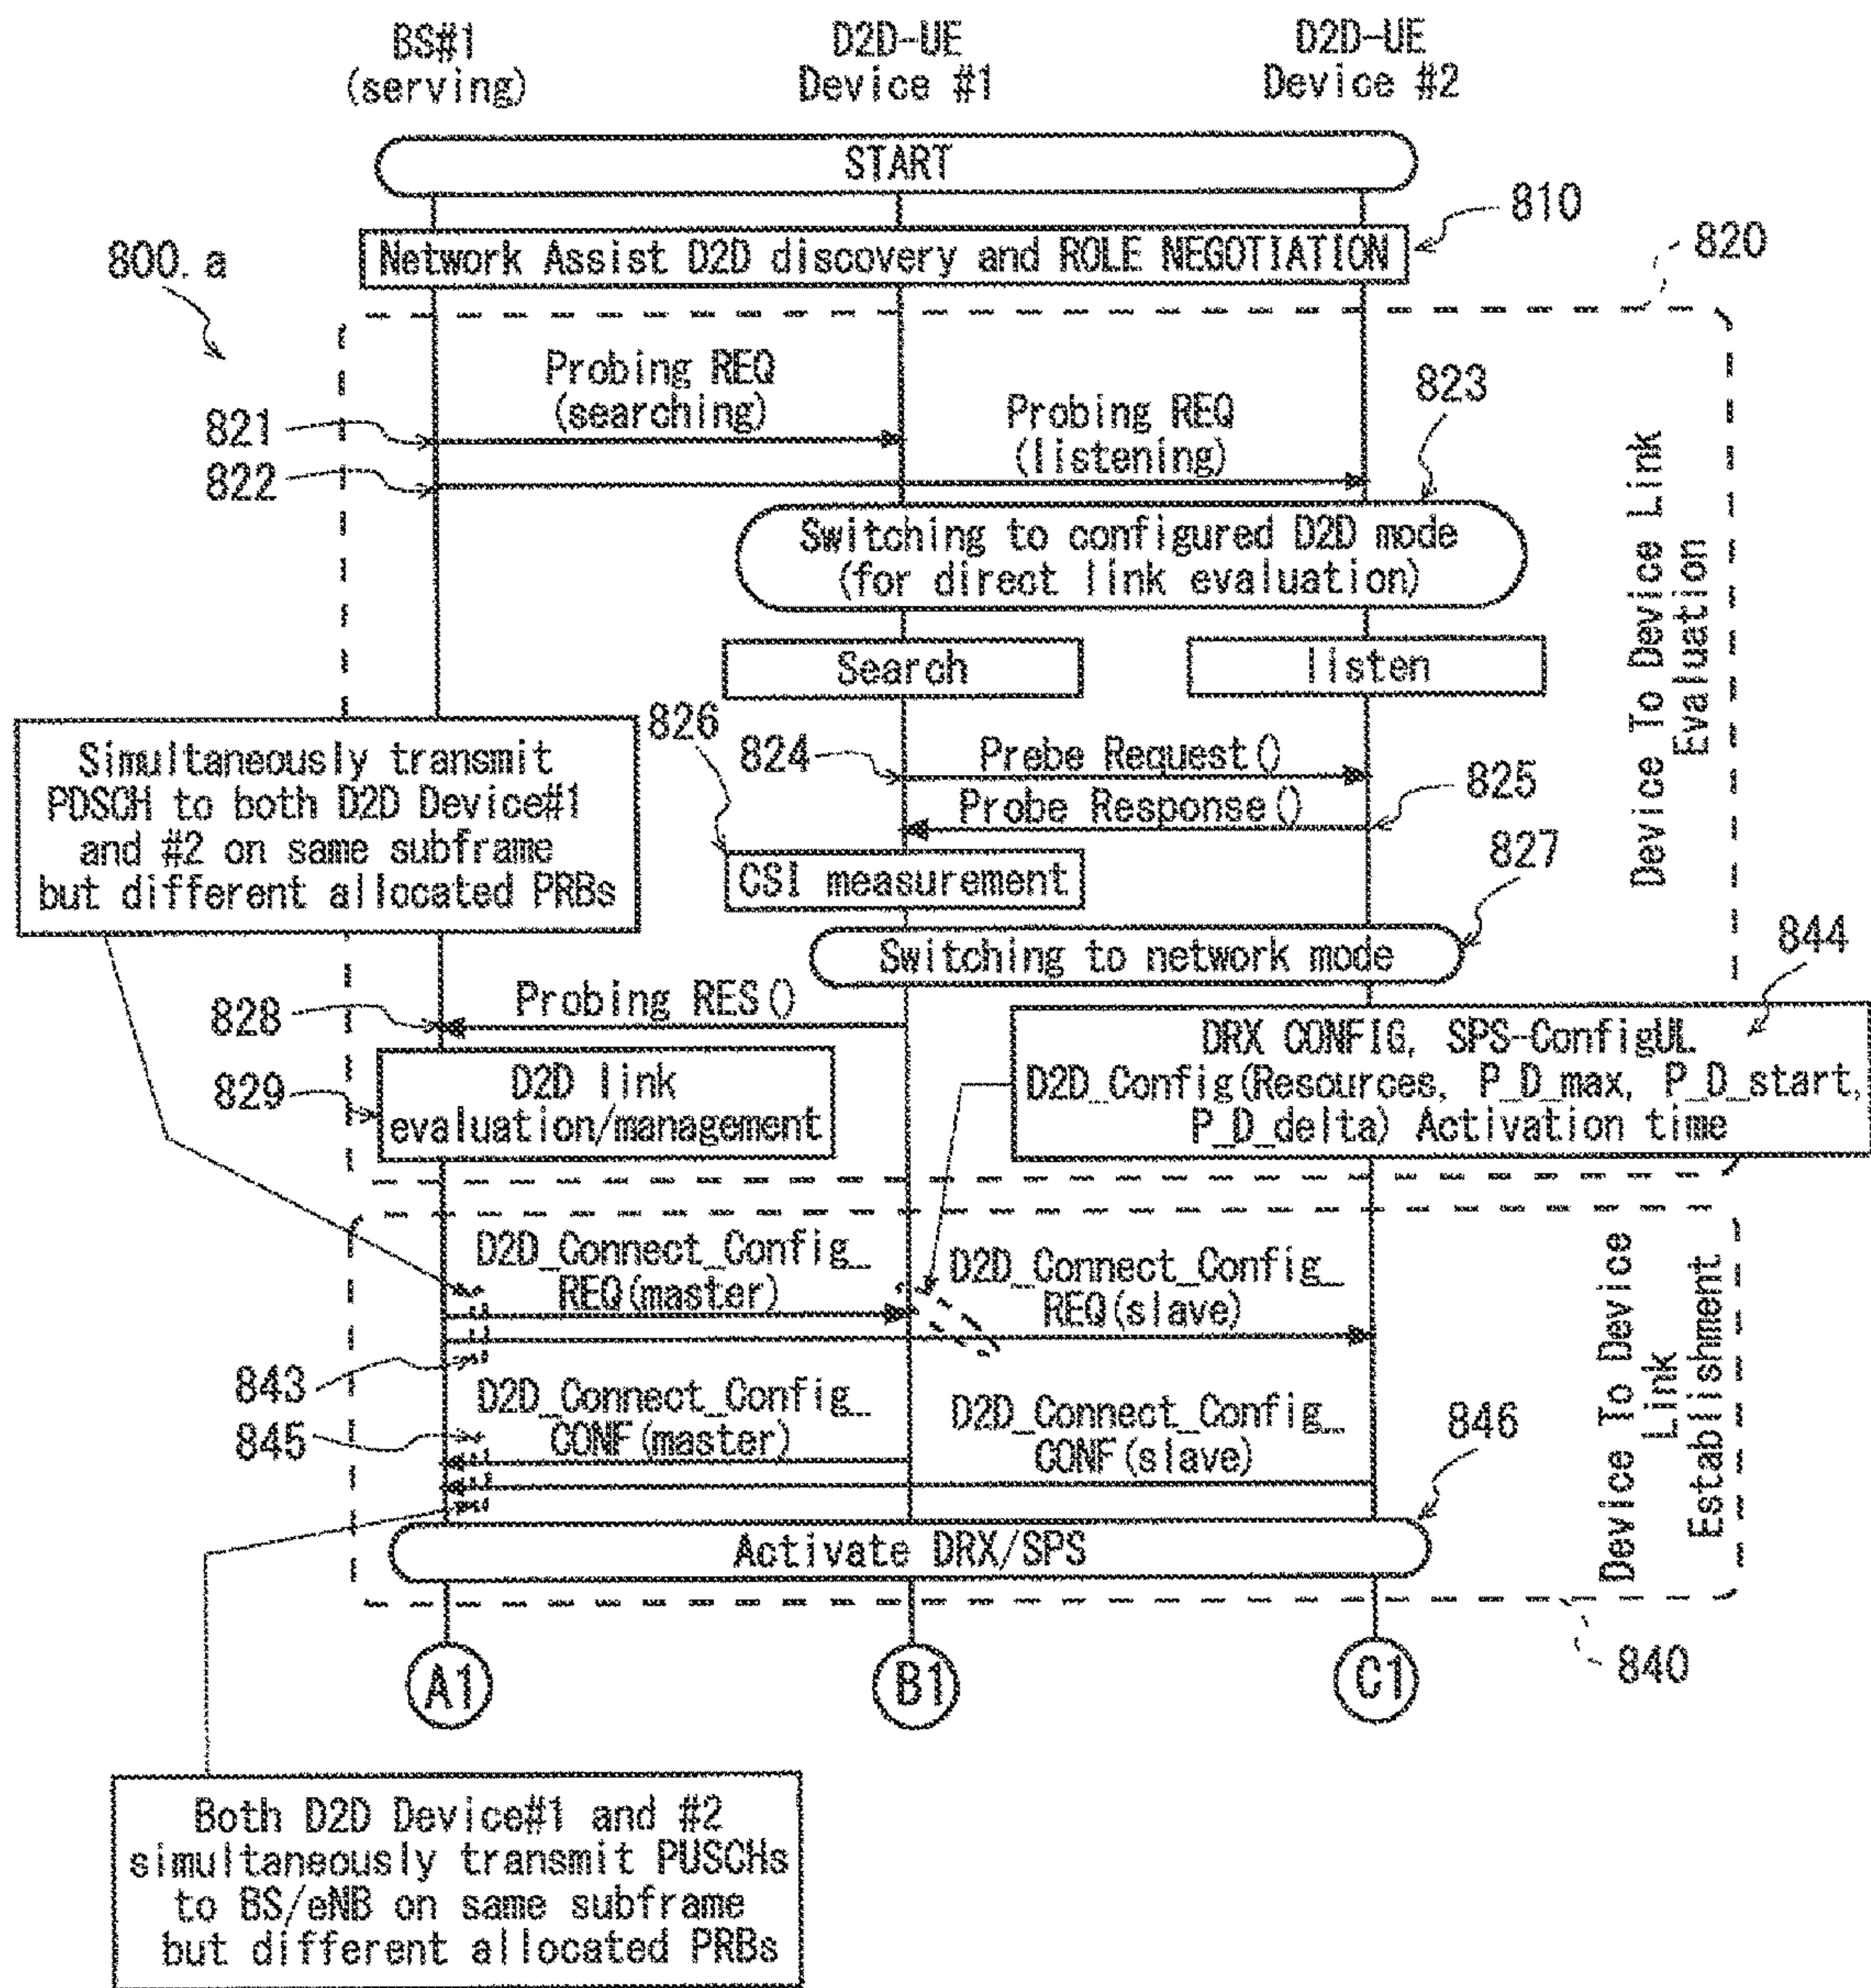 BS#1
(serving)
D2D-UE
Device #1
D2D-UE
Device #2
START
810
Network Assist D2D discovery and ROLE NEGOTIATION
800.a
820
Probing REQ
(searching)
821
Probing REQ
(listening)
822
823
Switching to configured D2D mode
(for direct link evaluation)
Search
listen
Device To Device Link
Evaluation
Simultaneously transmit
PDSCH to both D2D Device#1
and #2 on same subframe
but different allocated PRBs
826
824
Prebe Request()
Probe Response()
825
CSI measurement
827
Switching to network mode
844
828
Probing RES()
DRX CONFIG, SPS-ConfigUL
D2D_Config(Resources, P_D_max, P_D_start,
P_D_delta) Activation time
829
D2D link
evaluation/management
D2D_Connect_Config_
REQ(master)
D2D_Connect_Config_
REQ(slave)
843
D2D_Connect_Config_
CONF(master)
845
D2D_Connect_Config_
CONF(slave)
846
Device To Device
Link
Establishment
Activate DRX/SPS
840
A1
B1
C1
Both D2D Device#1 and #2
simultaneously transmit PUSCHs
to BS/eNB on same subframe
but different allocated PRBs